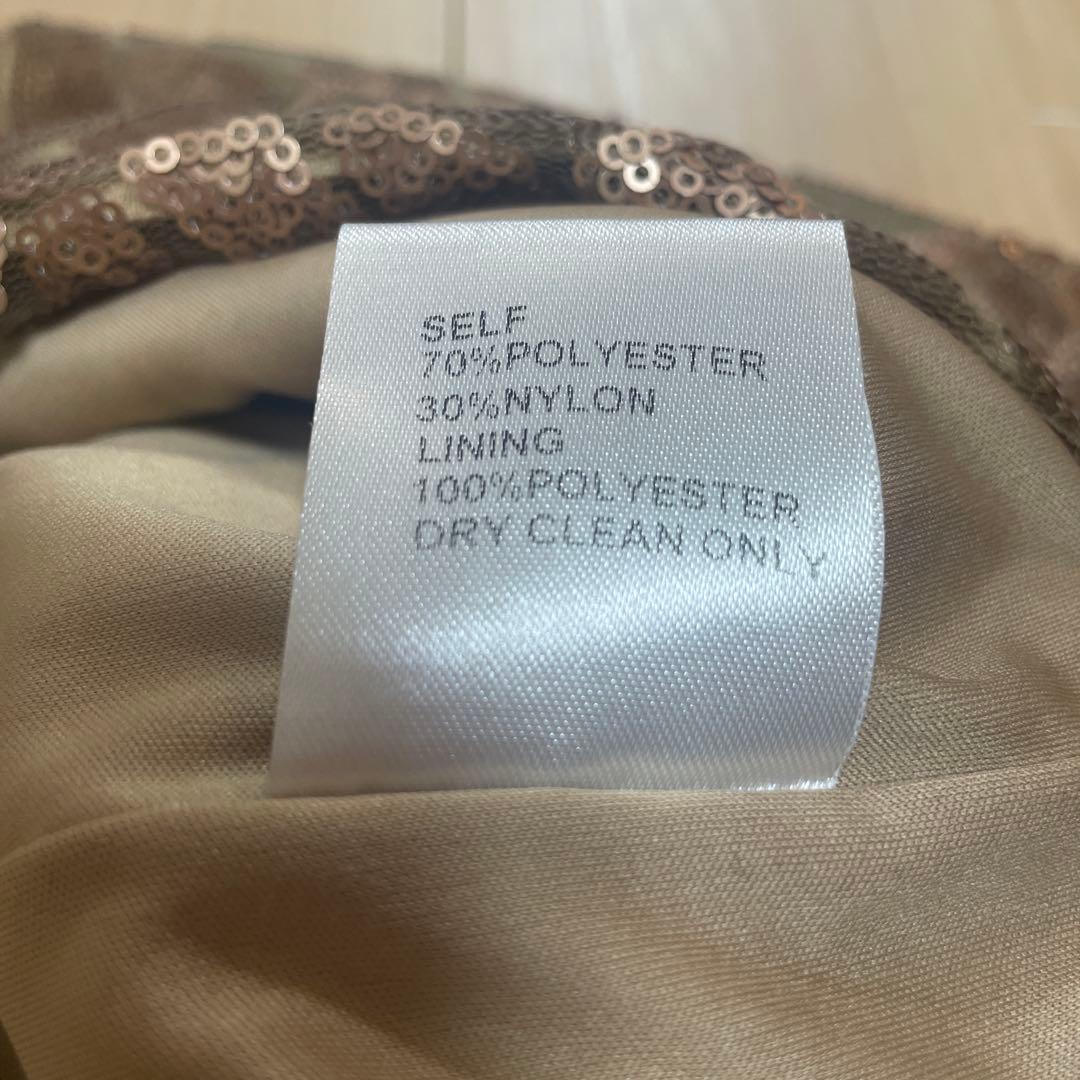 SELF
70%POLYESTER
30%NYLON
LINING
100%POLYESTER
DRY CLEAN ONLY